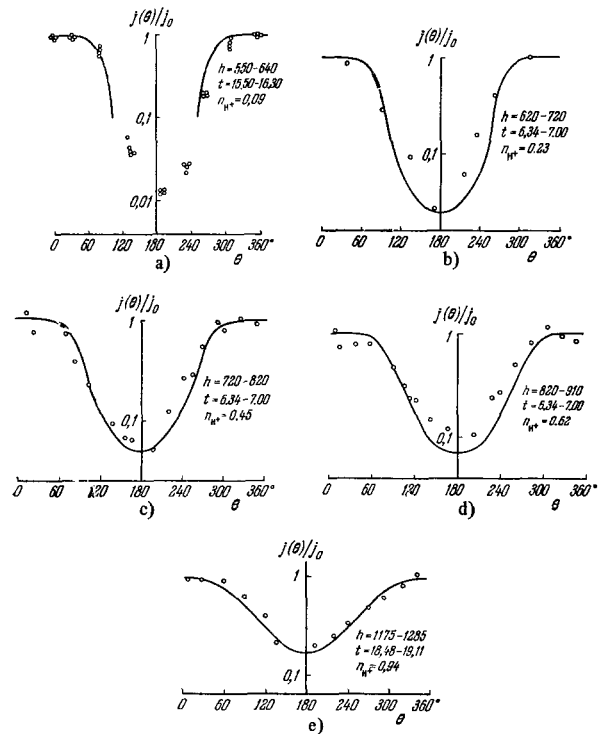 j(θ)/j₀
1
0,1
0,01
h = 550–640
t = 15,50–16,30
n_H⁺ = 0,09
0 60 120 180 240 300 360°
θ
a)
j(θ)/j₀
1
0,1
h = 620–720
t = 6,34–7.00
n_H⁺ = 0.23
0 60 120 180 240 300 360°
θ
b)
j(θ)/j₀
1
0,1
h = 720–820
t = 6,34–7.00
n_H⁺ = 0.45
0 60 120 180 240 300 360°
θ
c)
j(θ)/j₀
1
0,1
h = 820–910
t = 6,34–7.00
n_H⁺ = 0.62
0 60 120 180 240 300 360°
θ
d)
j(θ)/j₀
1
0,1
h = 1175–1285
t = 18,48–19,11
n_H⁺ = 0,94
0 60 120 180 240 300 360°
θ
e)